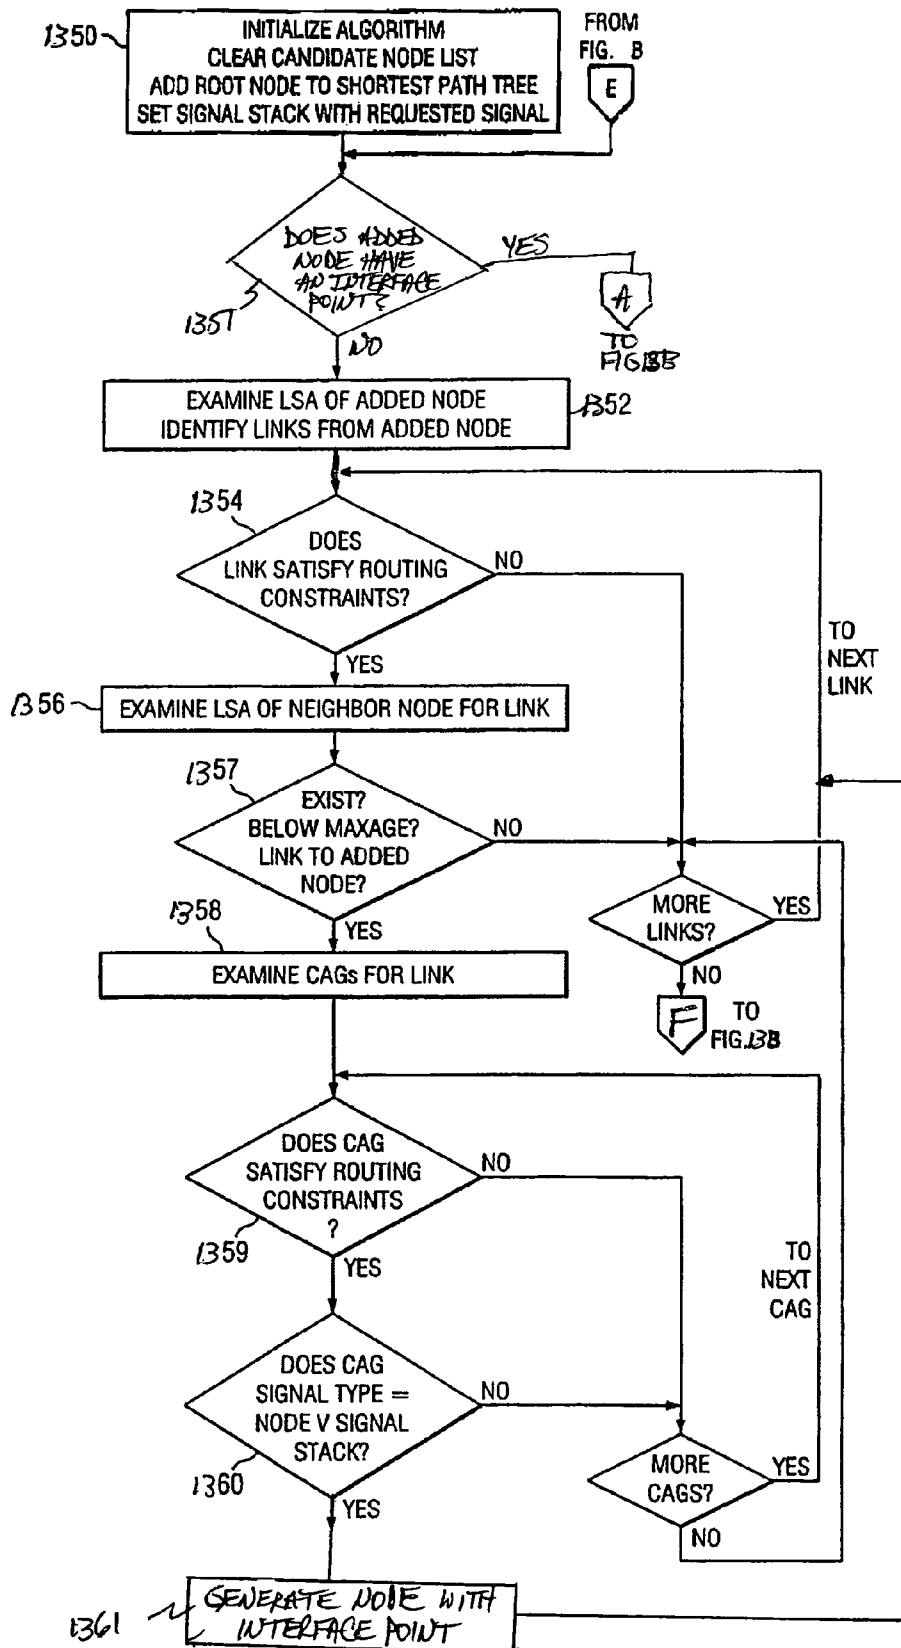 1350
INITIALIZE ALGORITHM
CLEAR CANDIDATE NODE LIST
ADD ROOT NODE TO SHORTEST PATH TREE
SET SIGNAL STACK WITH REQUESTED SIGNAL
FROM
FIG. B
E
DOES ADDED
NODE HAVE
AN INTERFACE
POINT?
1351
YES
A
TO
NO
EXAMINE LSA OF ADDED NODE
IDENTIFY LINKS FROM ADDED NODE
1352
1354
DOES
LINK SATISFY ROUTING
CONSTRAINTS?
NO
YES
TO
NEXT
LINK
1356
EXAMINE LSA OF NEIGHBOR NODE FOR LINK
1357
EXIST?
BELOW MAXAGE?
LINK TO ADDED
NODE?
NO
YES
MORE
LINKS?
YES
NO
F
TO
FIG.13B
1358
EXAMINE CAGs FOR LINK
DOES CAG
SATISFY ROUTING
CONSTRAINTS
?
1359
NO
YES
TO
NEXT
CAG
DOES CAG
SIGNAL TYPE =
NODE V SIGNAL
STACK?
1360
NO
YES
MORE
CAGS?
YES
NO
1361
GENERATE NODE WITH
INTERFACE POINT